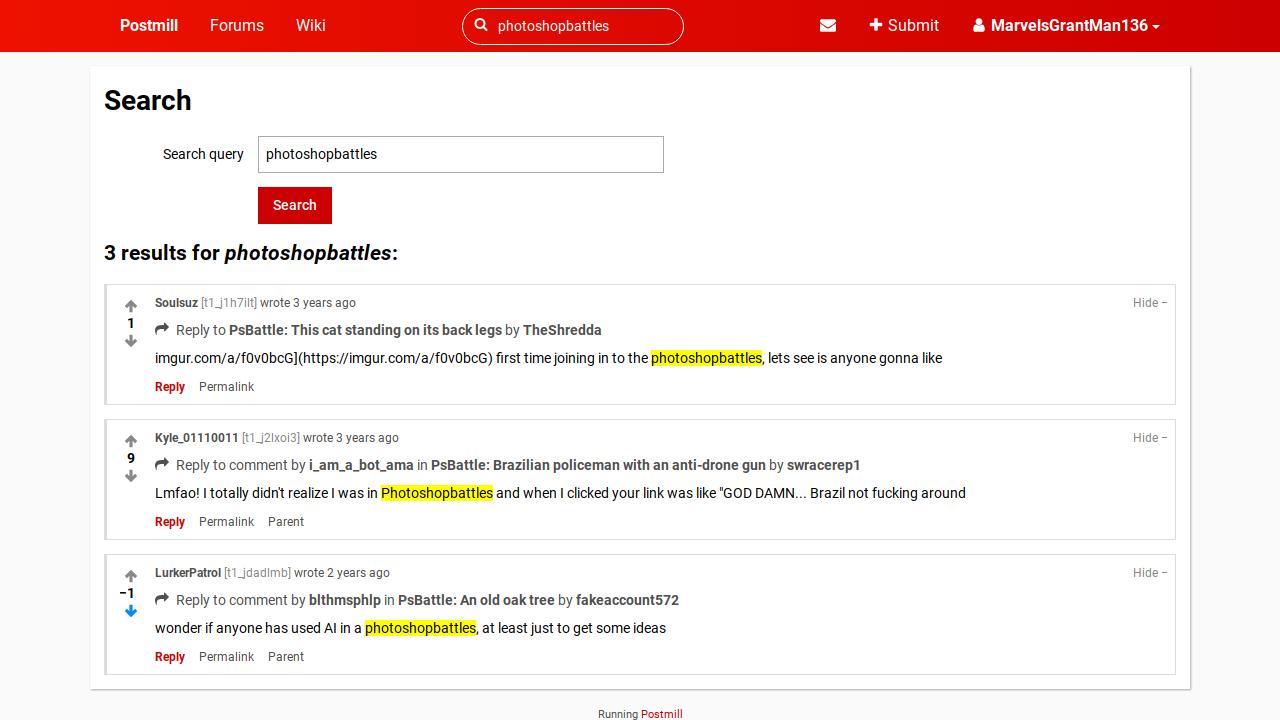 Postmill Forums Wiki photoshopbattles Submit MarvelsGrantMan136
Search
Search query photoshopbattles
Search
3 results for photoshopbattles:
Soulsuz [t1_j1h7ilt] wrote 3 years ago Hide −
1
Reply to PsBattle: This cat standing on its back legs by TheShredda
imgur.com/a/f0v0bcG](https://imgur.com/a/f0v0bcG) first time joining in to the photoshopbattles, lets see is anyone gonna like
Reply Permalink
Kyle_01110011 [t1_j2lxoi3] wrote 3 years ago Hide −
9
Reply to comment by i_am_a_bot_ama in PsBattle: Brazilian policeman with an anti-drone gun by swracerep1
Lmfao! I totally didn't realize I was in Photoshopbattles and when I clicked your link was like "GOD DAMN... Brazil not fucking around
Reply Permalink Parent
LurkerPatrol [t1_jdadlmb] wrote 2 years ago Hide −
−1
Reply to comment by blthmsphlp in PsBattle: An old oak tree by fakeaccount572
wonder if anyone has used AI in a photoshopbattles, at least just to get some ideas
Reply Permalink Parent
Running Postmill